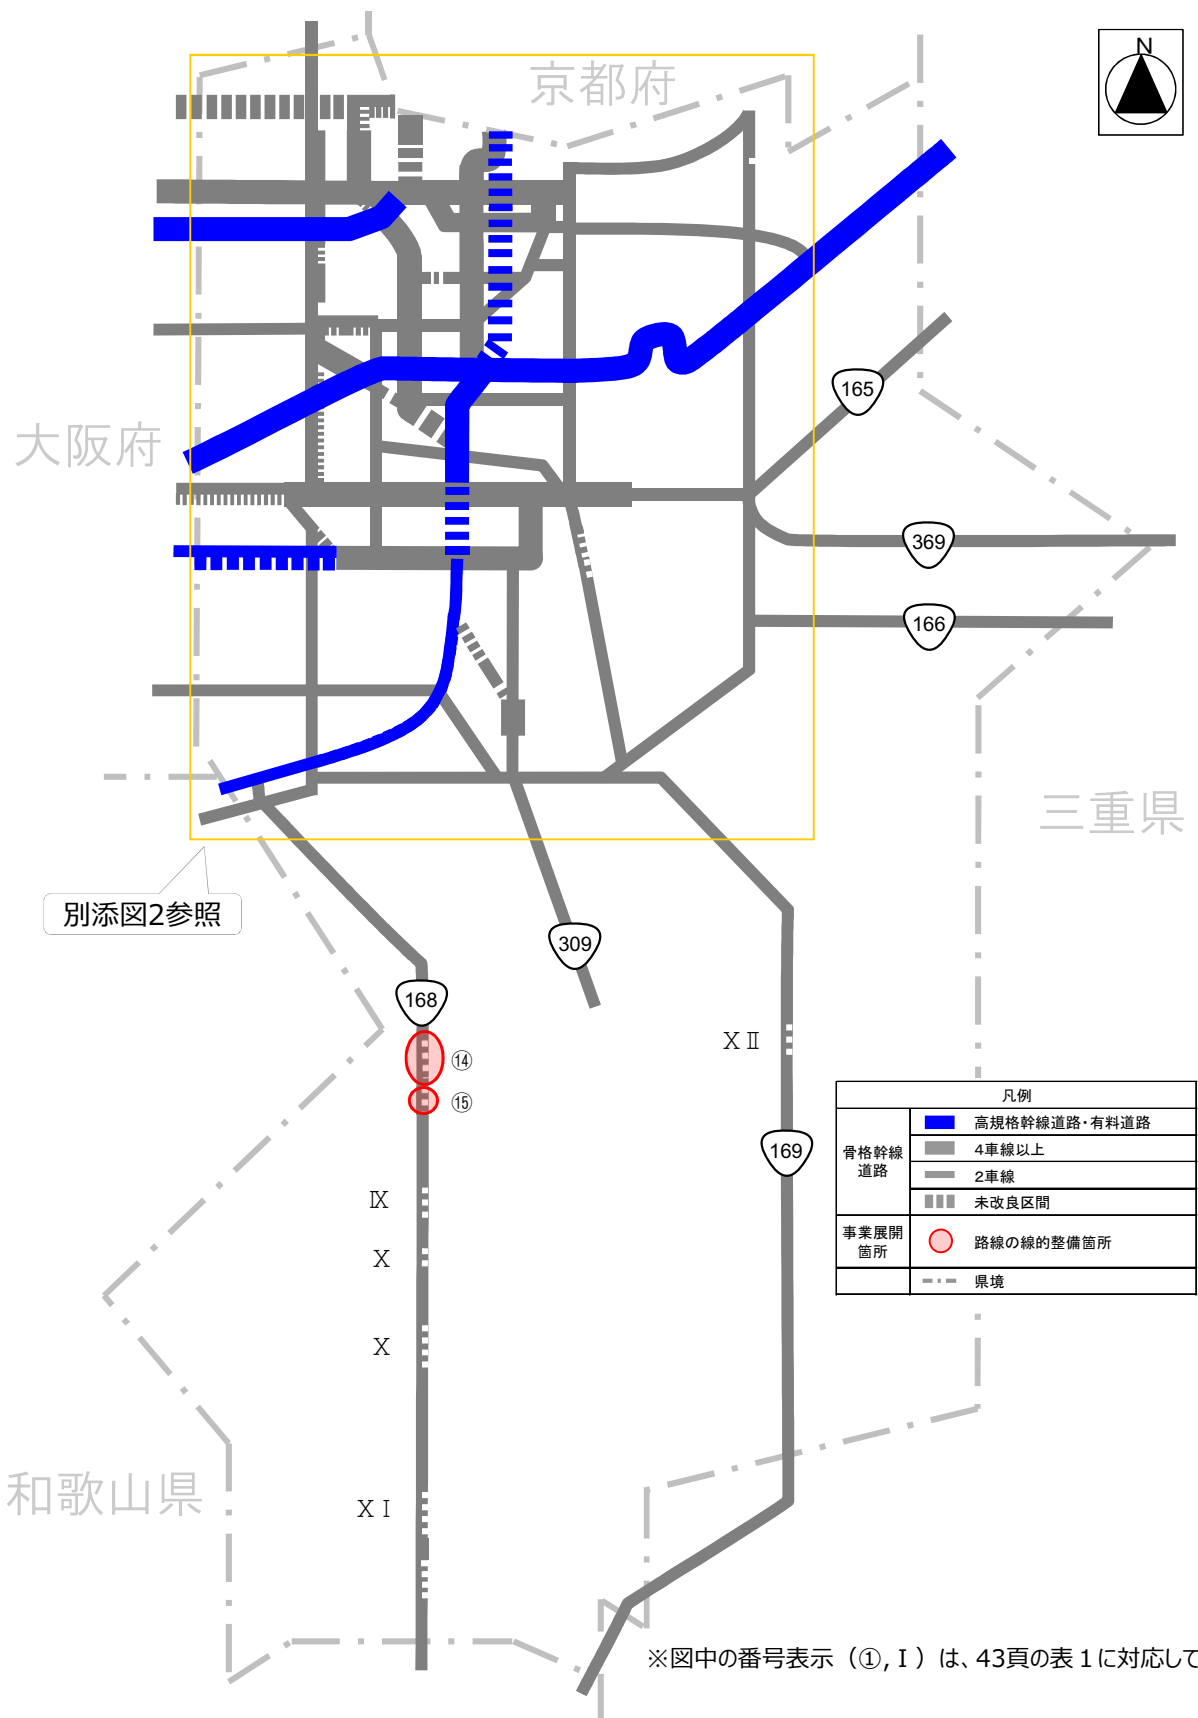 N
京都府
大阪府
165
369
166
三重県
別添図2参照
309
168
ⅩⅡ
⑭
⑮
169
Ⅸ
Ⅹ
Ⅹ
ⅩⅠ
和歌山県
凡例
骨格幹線
道路
高規格幹線道路・有料道路
4車線以上
2車線
未改良区間
事業展開
箇所
路線の線的整備箇所
県境
※図中の番号表示（①,Ⅰ）は、43頁の表１に対応して